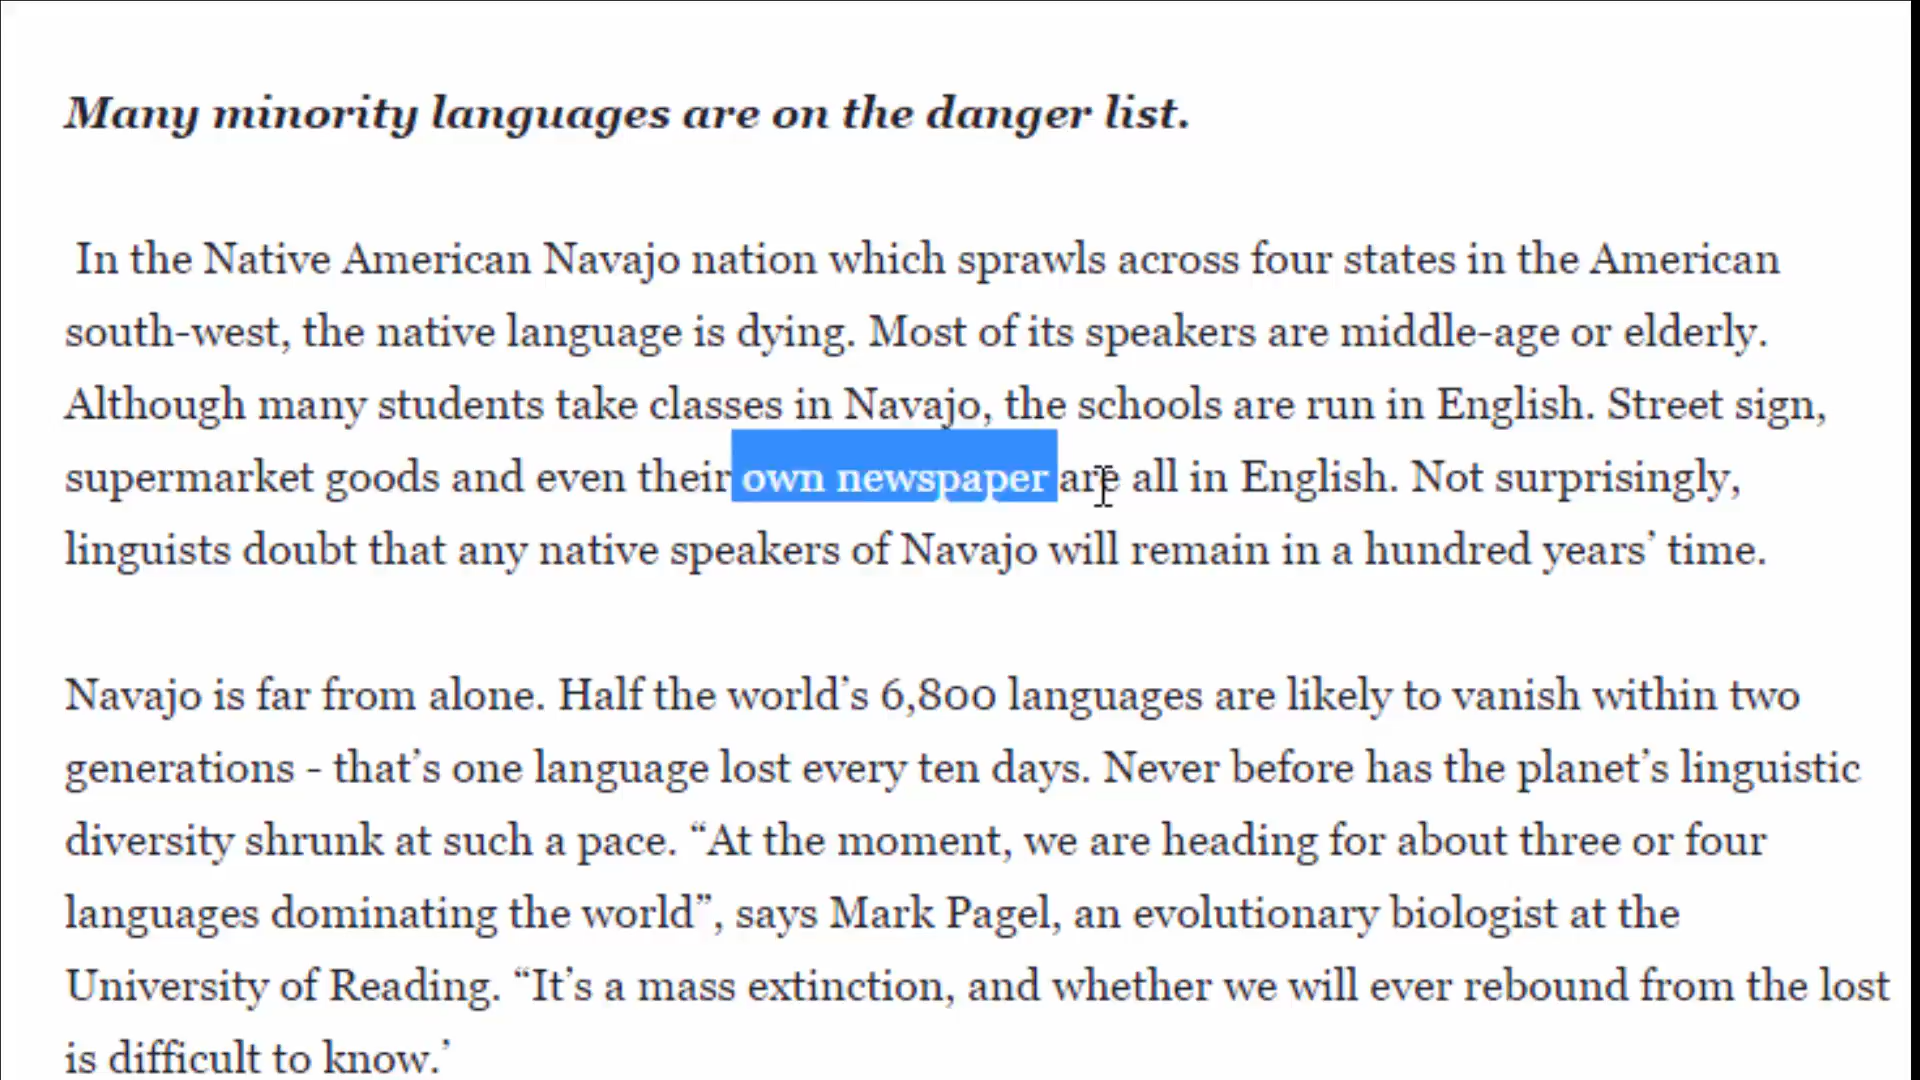 Many minority languages are on the danger list.
In the Native American Navajo nation which sprawls across four states in the American
south-west, the native language is dying. Most of its speakers are middle-age or elderly.
Although many students take classes in Navajo, the schools are run in English. Street sign,
supermarket goods and even their own newspaper are all in English. Not surprisingly,
linguists doubt that any native speakers of Navajo will remain in a hundred years’ time.
Navajo is far from alone. Half the world’s 6,800 languages are likely to vanish within two
generations - that’s one language lost every ten days. Never before has the planet’s linguistic
diversity shrunk at such a pace. “At the moment, we are heading for about three or four
languages dominating the world”, says Mark Pagel, an evolutionary biologist at the
University of Reading. “It’s a mass extinction, and whether we will ever rebound from the lost
is difficult to know.’